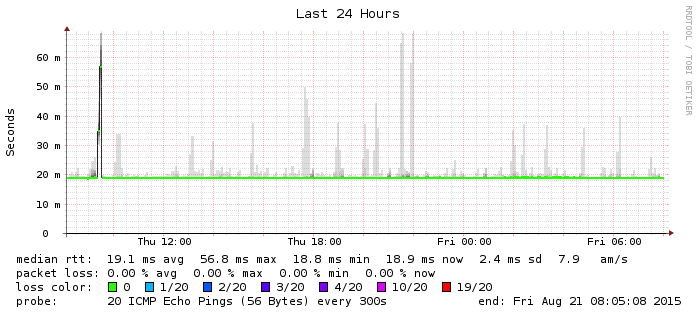 Last 24 Hours
RRDTOOL / TOBI OETIKER
Seconds
60 m
50 m
40 m
30 m
20 m
10 m
0
Thu 12:00 Thu 18:00 Fri 00:00 Fri 06:00
median rtt: 19.1 ms avg 56.8 ms max 18.8 ms min 18.9 ms now 2.4 ms sd 7.9 am/s
packet loss: 0.00 % avg 0.00 % max 0.00 % min 0.00 % now
loss color: 0 1/20 2/20 3/20 4/20 10/20 19/20
probe: 20 ICMP Echo Pings (56 Bytes) every 300s end: Fri Aug 21 08:05:08 2015